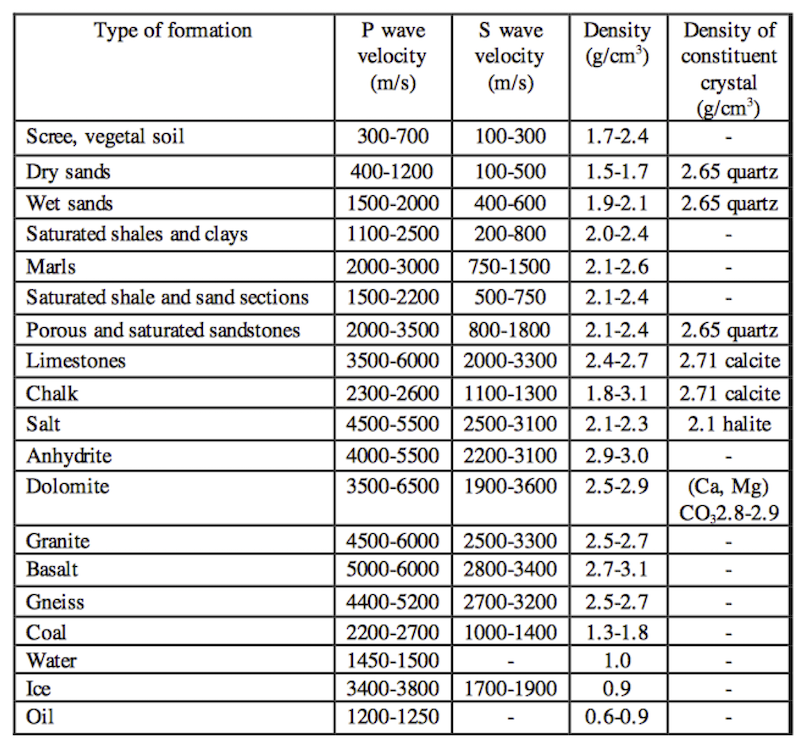 Type of formation P wave velocity (m/s) S wave velocity (m/s) Density (g/cm³) Density of constituent crystal (g/cm³)
Scree, vegetal soil 300-700 100-300 1.7-2.4 -
Dry sands 400-1200 100-500 1.5-1.7 2.65 quartz
Wet sands 1500-2000 400-600 1.9-2.1 2.65 quartz
Saturated shales and clays 1100-2500 200-800 2.0-2.4 -
Marls 2000-3000 750-1500 2.1-2.6 -
Saturated shale and sand sections 1500-2200 500-750 2.1-2.4 -
Porous and saturated sandstones 2000-3500 800-1800 2.1-2.4 2.65 quartz
Limestones 3500-6000 2000-3300 2.4-2.7 2.71 calcite
Chalk 2300-2600 1100-1300 1.8-3.1 2.71 calcite
Salt 4500-5500 2500-3100 2.1-2.3 2.1 halite
Anhydrite 4000-5500 2200-3100 2.9-3.0 -
Dolomite 3500-6500 1900-3600 2.5-2.9 (Ca, Mg) CO₃2.8-2.9
Granite 4500-6000 2500-3300 2.5-2.7 -
Basalt 5000-6000 2800-3400 2.7-3.1 -
Gneiss 4400-5200 2700-3200 2.5-2.7 -
Coal 2200-2700 1000-1400 1.3-1.8 -
Water 1450-1500 - 1.0 -
Ice 3400-3800 1700-1900 0.9 -
Oil 1200-1250 - 0.6-0.9 -